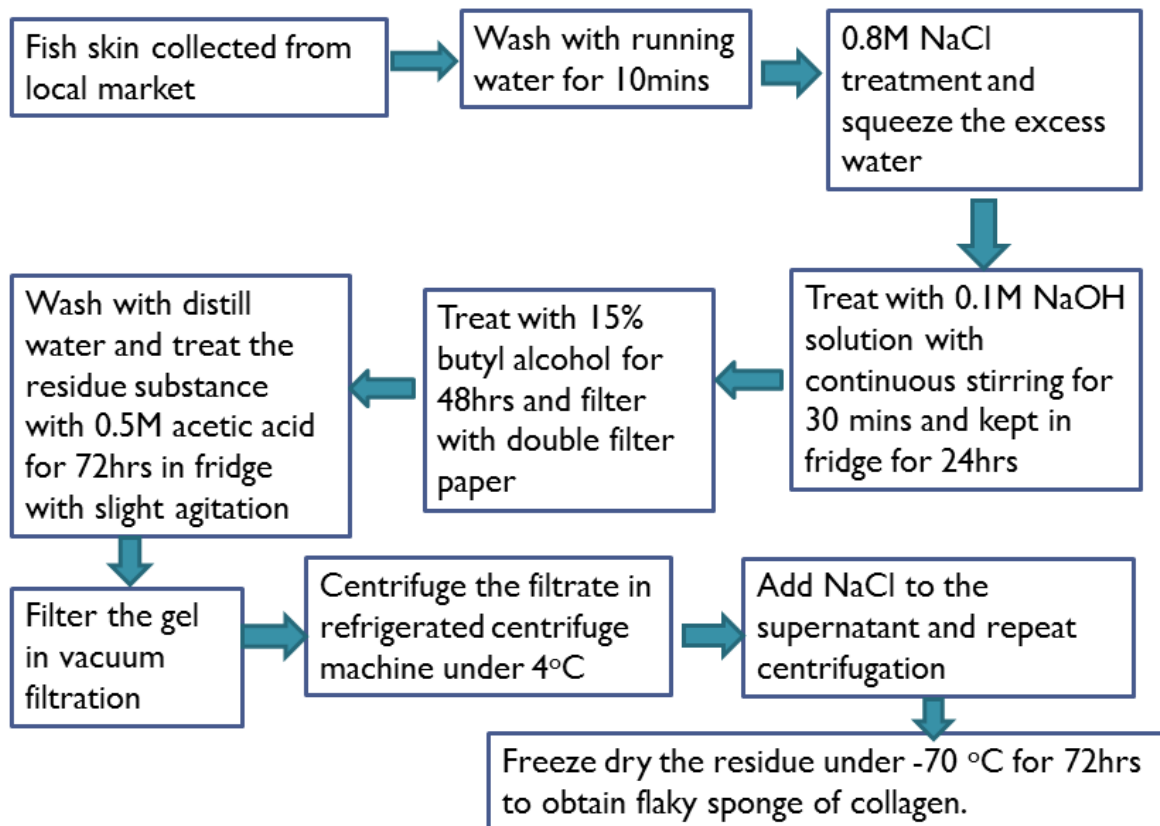 Fish skin collected from
local market
Wash with running
water for 10mins
0.8M NaCl
treatment and
squeeze the excess
water
Treat with 0.1M NaOH
solution with
continuous stirring for
30 mins and kept in
fridge for 24hrs
Treat with 15%
butyl alcohol for
48hrs and filter
with double filter
paper
Wash with distill
water and treat the
residue substance
with 0.5M acetic acid
for 72hrs in fridge
with slight agitation
Filter the gel
in vacuum
filtration
Centrifuge the filtrate in
refrigerated centrifuge
machine under 4°C
Add NaCl to the
supernatant and repeat
centrifugation
Freeze dry the residue under -70 °C for 72hrs
to obtain flaky sponge of collagen.